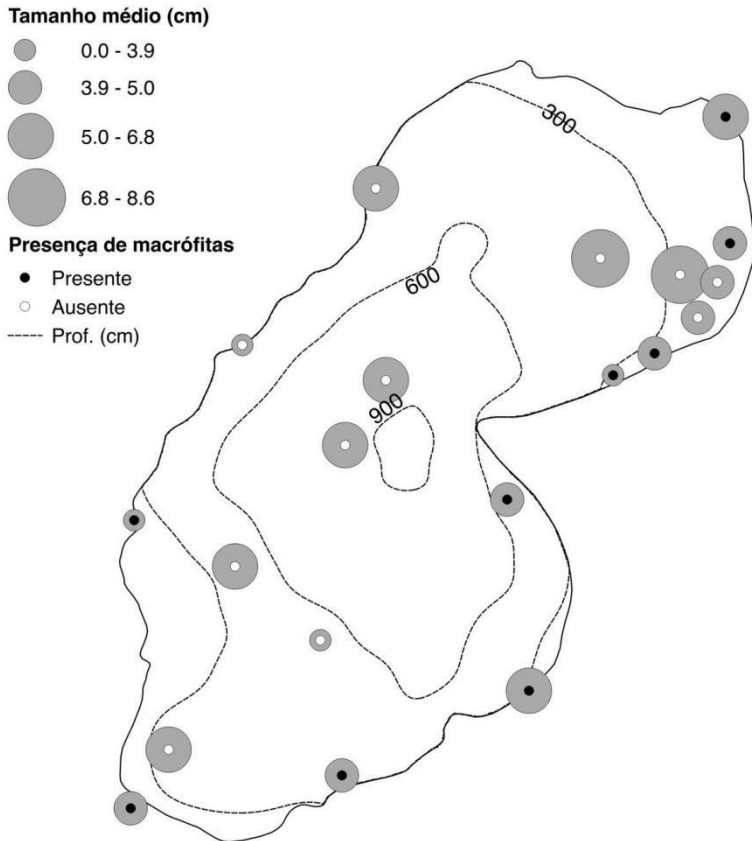 Tamanho médio (cm)
0.0 - 3.9
3.9 - 5.0
5.0 - 6.8
6.8 - 8.6
Presença de macrófitas
Presente
Ausente
Prof. (cm)
300
600
900